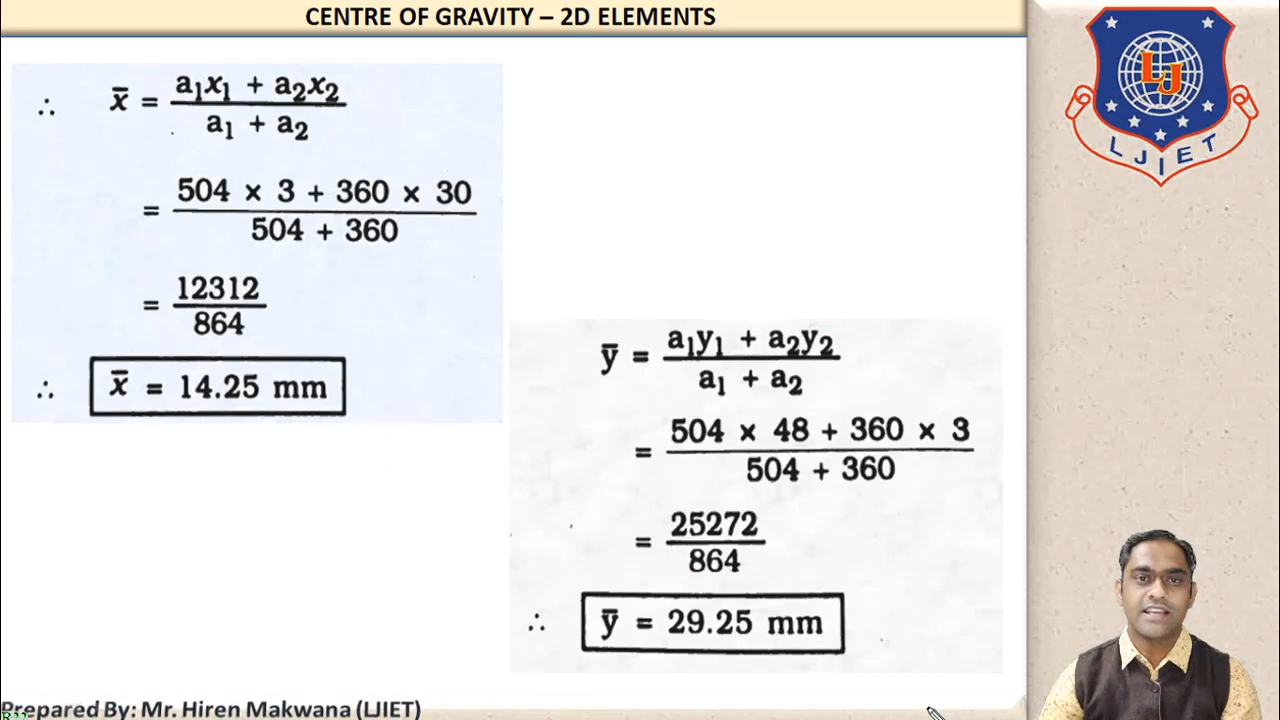 CENTRE OF GRAVITY – 2D ELEMENTS
∴ x̄ = a₁x₁ + a₂x₂
a₁ + a₂
= 504 × 3 + 360 × 30
504 + 360
= 12312
864
∴ x̄ = 14.25 mm
ȳ = a₁y₁ + a₂y₂
a₁ + a₂
= 504 × 48 + 360 × 3
504 + 360
= 25272
864
∴ ȳ = 29.25 mm
LJ
LJIET
Prepared By: Mr. Hiren Makwana (LJIET)